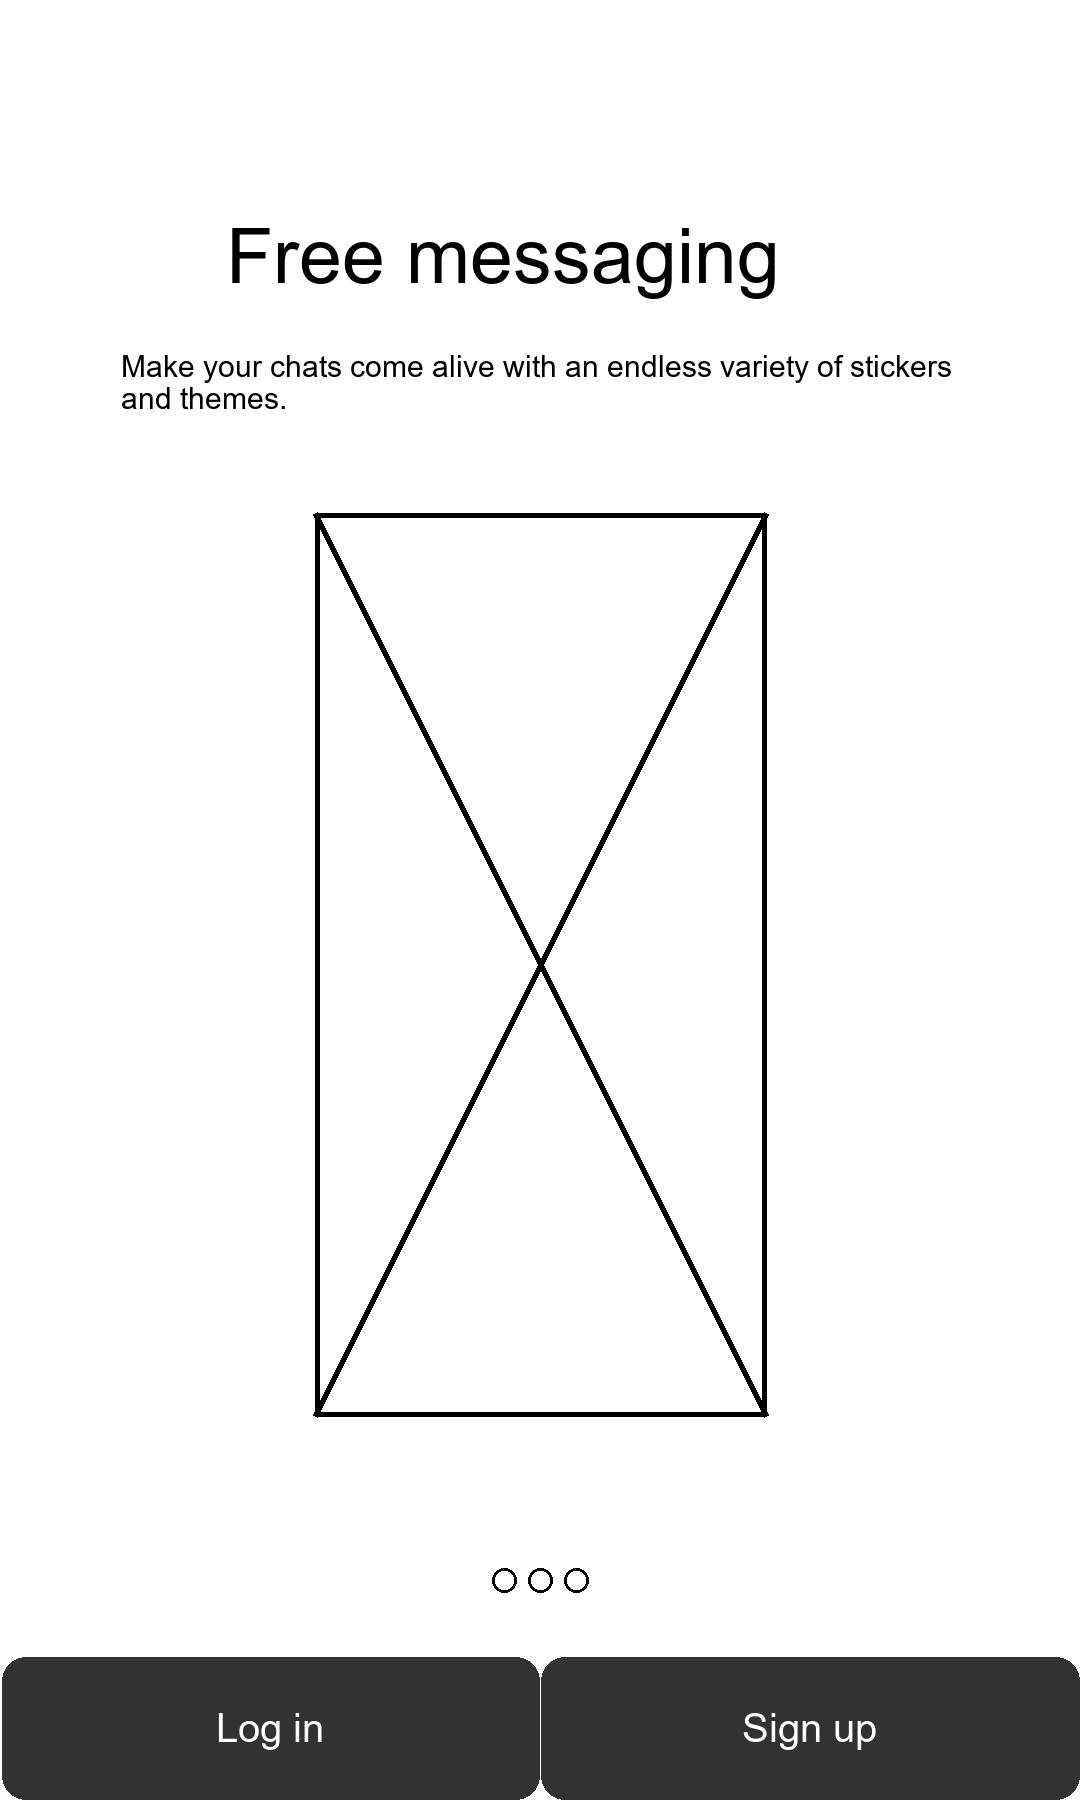 Free messaging
Make your chats come alive with an endless variety of stickers
and themes.
Log in
Sign up